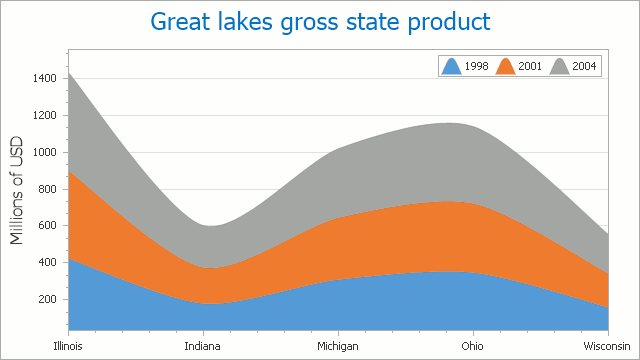 Great lakes gross state product
1998 2001 2004
Millions of USD
1400
1200
1000
800
600
400
200
Illinois Indiana Michigan Ohio Wisconsin